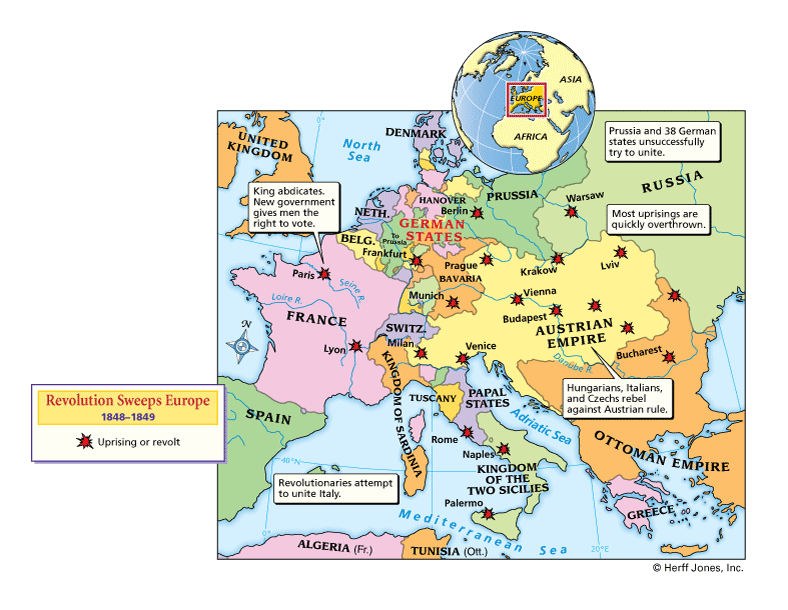 ASIA
EUROPE
AFRICA
Prussia and 38 German
states unsuccessfully
try to unite.
UNITED
KINGDOM
0°
North
Sea
DENMARK
RUSSIA
King abdicates.
New government
gives men the
right to vote.
HANOVER
PRUSSIA
Warsaw
NETH.
Berlin
Most uprisings are
quickly overthrown.
GERMAN
STATES
BELG.
To
Prussia
Frankfurt
Prague
Krakow
Lviv
Paris
Seine R.
BAVARIA
Loire R.
Munich
Vienna
N
FRANCE
Budapest
SWITZ.
AUSTRIAN
EMPIRE
Lyon
Milan
Venice
Bucharest
Danube R.
KINGDOM OF SARDINIA
Hungarians, Italians,
and Czechs rebel
against Austrian rule.
Revolution Sweeps Europe
1848–1849
Uprising or revolt
SPAIN
TUSCANY
PAPAL
STATES
Adriatic Sea
Rome
Naples
OTTOMAN EMPIRE
40°N
KINGDOM
OF THE
TWO SICILIES
Revolutionaries attempt
to unite Italy.
Palermo
GREECE
Mediterranean Sea
0°
20°E
ALGERIA (Fr.)
TUNISIA (Ott.)
© Herff Jones, Inc.